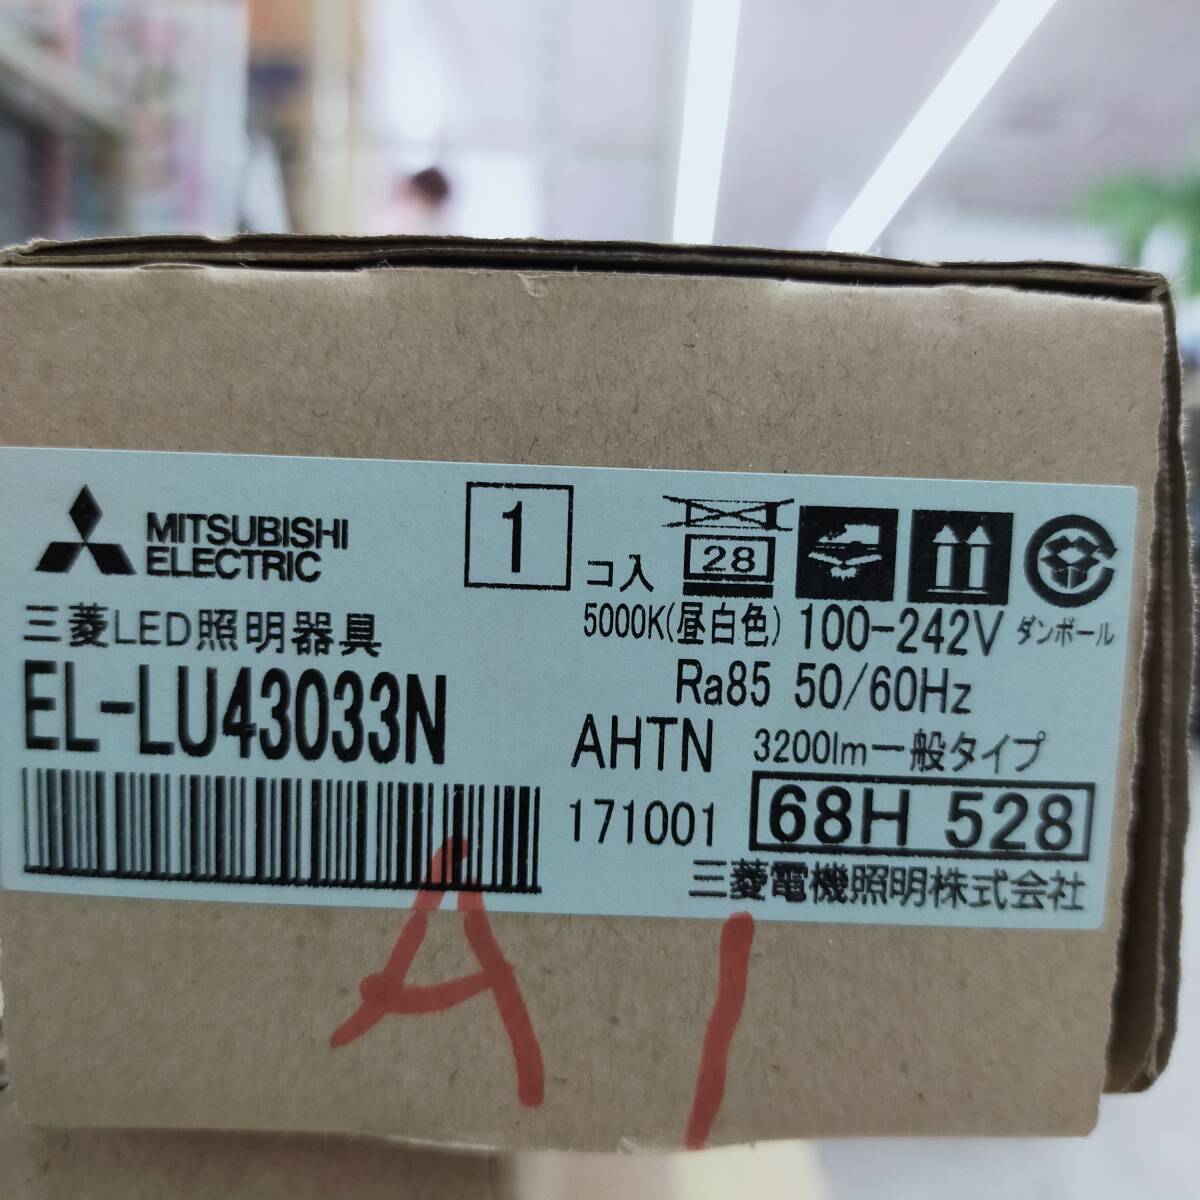 MITSUBISHI
ELECTRIC
1
コ入
28
三菱LED照明器具
5000K(昼白色)
100-242V
ダンボール
EL-LU43033N
Ra85 50/60Hz
AHTN
3200lm一般タイプ
171001
68H 528
三菱電機照明株式会社
A 1